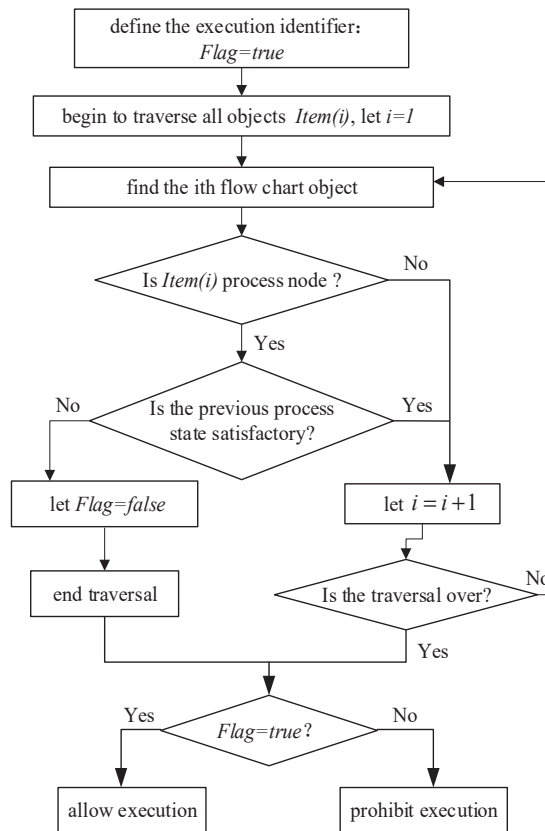 define the execution identifier：
Flag=true
begin to traverse all objects Item(i), let i=1
find the ith flow chart object
Is Item(i) process node ?
No
Yes
No
Is the previous process
state satisfactory?
Yes
let Flag=false
let i = i+1
end traversal
Is the traversal over?
No
Yes
Yes
Flag=true?
No
allow execution
prohibit execution